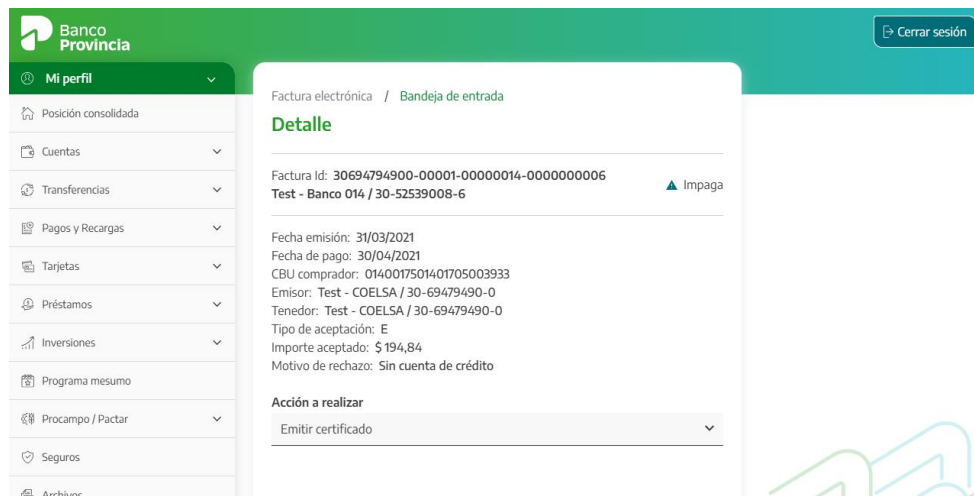 Banco
Provincia
Cerrar sesión
Mi perfil
Posición consolidada
Cuentas
Transferencias
Pagos y Recargas
Tarjetas
Préstamos
Inversiones
Programa mesumo
Procampo / Pactar
Seguros
Archivos
Factura electrónica / Bandeja de entrada
Detalle
Factura Id: 30694794900-00001-00000014-0000000006
Test - Banco 014 / 30-52539008-6
Impaga
Fecha emisión: 31/03/2021
Fecha de pago: 30/04/2021
CBU comprador: 0140017501401705003933
Emisor: Test - COELSA / 30-69479490-0
Tenedor: Test - COELSA / 30-69479490-0
Tipo de aceptación: E
Importe aceptado: $ 194,84
Motivo de rechazo: Sin cuenta de crédito
Acción a realizar
Emitir certificado